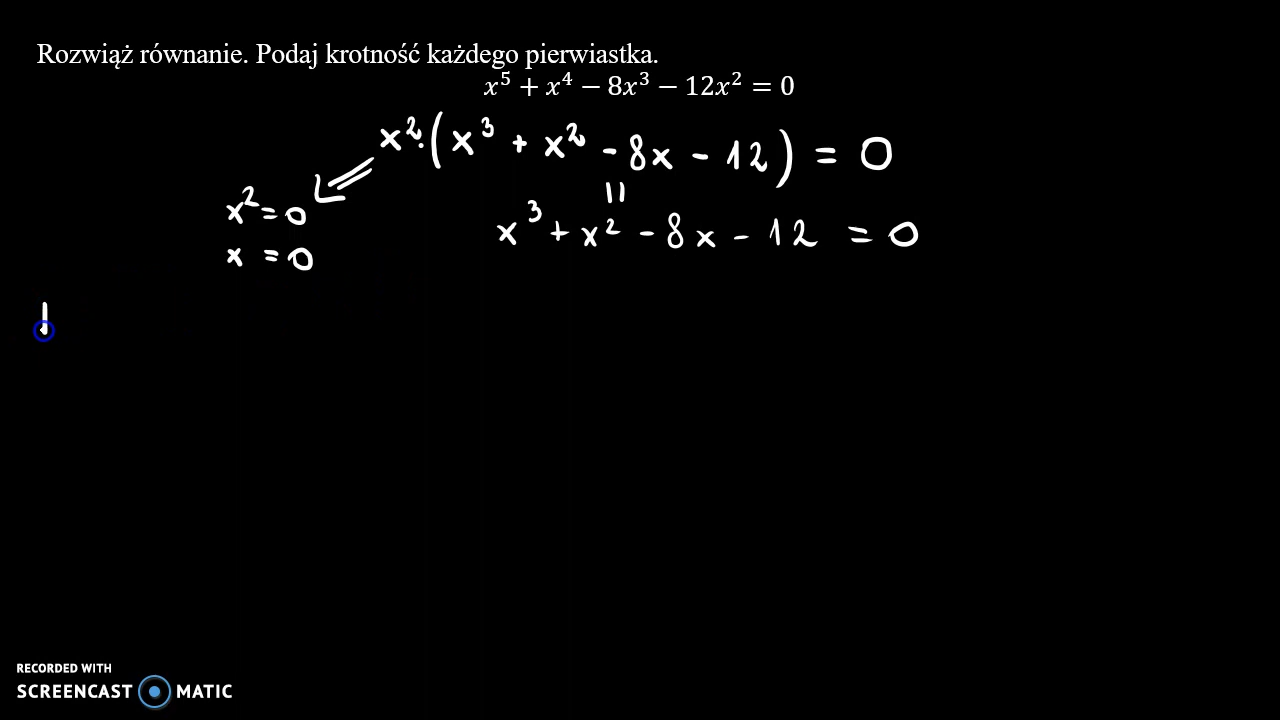 Rozwiąż równanie. Podaj krotność każdego pierwiastka.
x⁵ + x⁴ − 8x³ − 12x² = 0
x²·(x³ + x² - 8x - 12) = 0
x² = 0
x³ + x² - 8x - 12 = 0
x = 0
RECORDED WITH
SCREENCAST MATIC